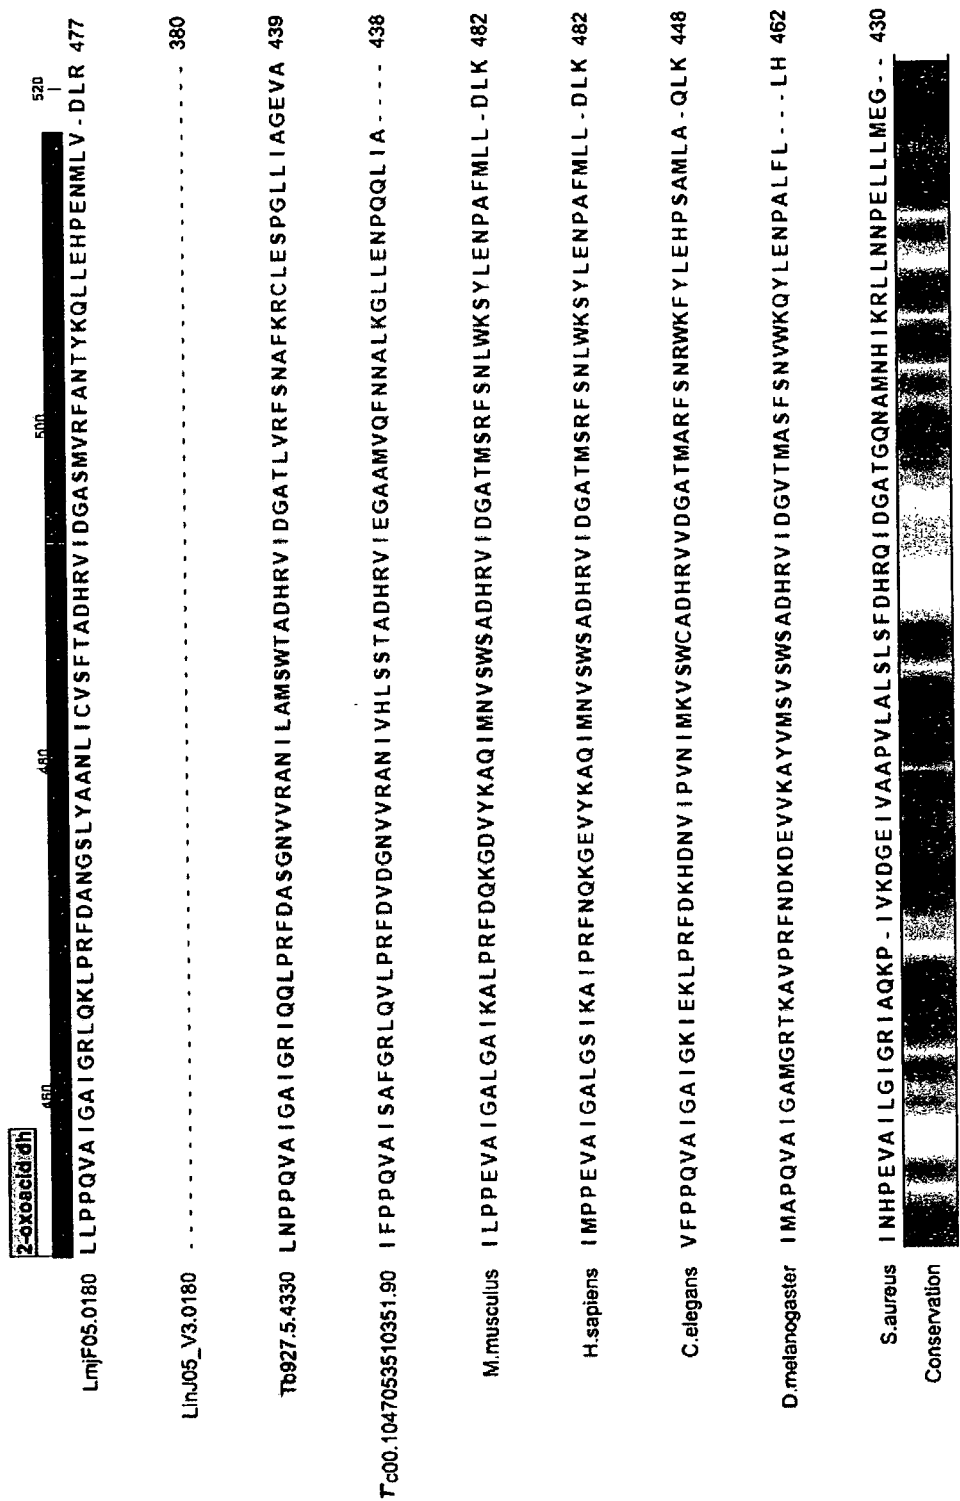 2-oxoacid dh
460 480 500 520
LmjF05.0180 LLPPQVAIGAIGRLQKLPRFDANGSLYAANLICVSFTADHRVIDGASMVRFANTYKQLLEHPENMLV-DLR 477
LinJ05_V3.0180 ---------------------------------------------------------------------- 380
Tb927.5.4330 LNPPQVAIGAIGRIQQLPRFDASGNVVRANILAMSWTADHRVIDGATLVRFSNAFKRCLESPGLLIAGEVA 439
Tc00.1047053510351.90 IFPPQVAISAFGRLQVLPRFDVDGNVVRANIVHLSSTADHRVIEGAAMVQFNNALKGLLENPQQLIA---- 438
M.musculus ILPPEVAIGALGAIKALPRFDQKGDVYKAQIMNVSWSADHRVIDGATMSRFSNLWKSYLENPAFMLL-DLK 482
H.sapiens IMPPEVAIGALGSIKAIPRFNQKGEVYKAQIMNVSWSADHRVIDGATMSRFSNLWKSYLENPAFMLL-DLK 482
C.elegans VFPPQVAIGAIGKIEKLPRFDKHDNVIPVNIMKVSWCADHRVVDGATMARFSNRWKFYLEHPSAMLA-QLK 448
D.melanogaster IMAPQVAIGAMGRTKAVPRFNDKDEVVKAYVMSVSWSADHRVIDGVTMASFSNVWKQYLENPALFL---LH 462
S.aureus INHPEVAILGIGRIAQKP-IVKDGEIVAAPVLALSLSFDHRQIDGATGQNAMNHIKRLLNNPELLLMEG-- 430
Conservation